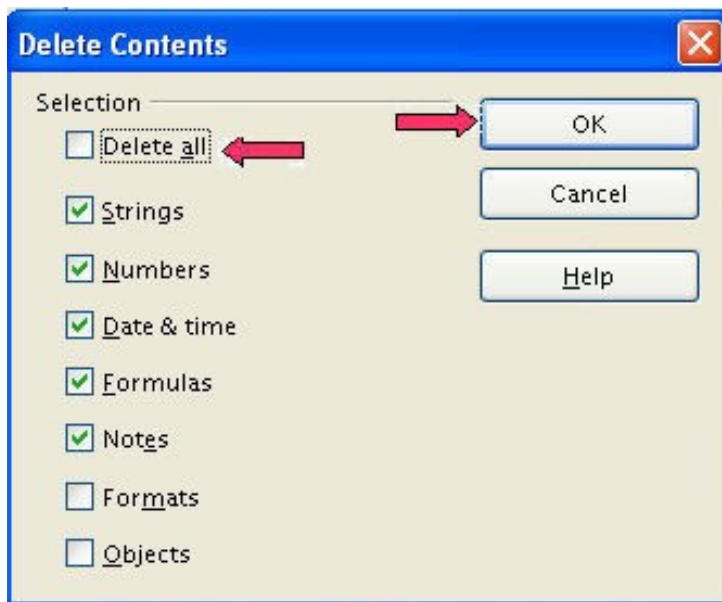 Delete Contents
Selection
Delete all
Strings
Numbers
Date & time
Formulas
Notes
Formats
Objects
OK
Cancel
Help